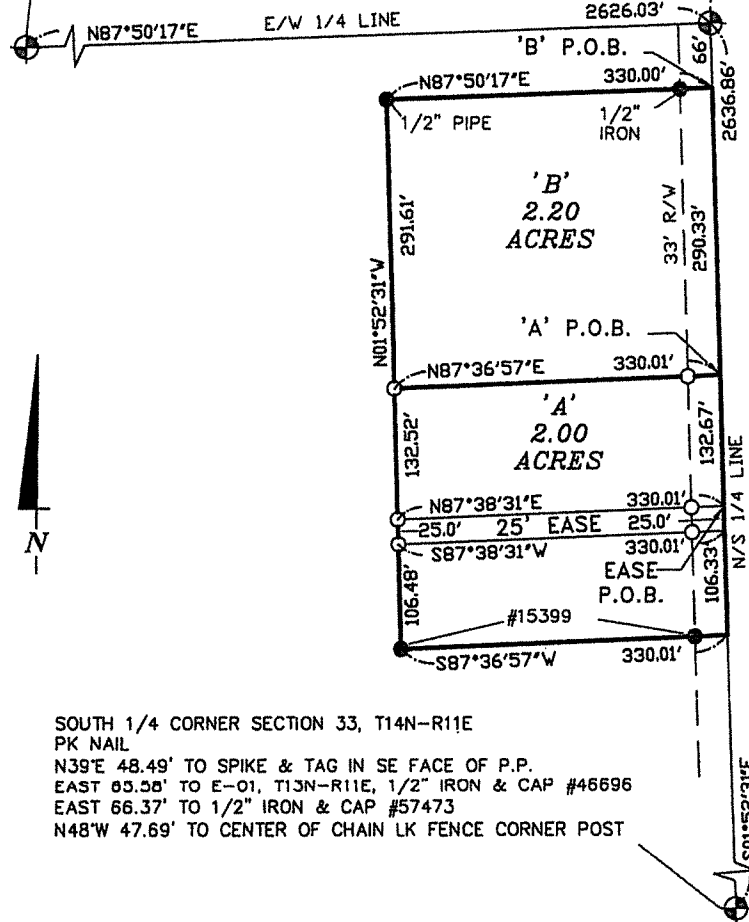 2626.03'
N87°50'17"E
E/W 1/4 LINE
66'
'B' P.O.B.
2636.86'
N87°50'17"E
330.00'
1/2" PIPE
1/2"
IRON
'B'
2.20
ACRES
291.61'
33' R/W
290.33'
N01°52'31"W
'A' P.O.B.
N87°36'57"E
330.01'
'A'
2.00
ACRES
132.52'
132.67'
N/S 1/4 LINE
N87°38'31"E
330.01'
25.0'
25' EASE
25.0'
S87°38'31"W
330.01'
EASE
P.O.B.
106.48'
106.33'
#15399
S87°36'57"W
330.01'
N
SOUTH 1/4 CORNER SECTION 33, T14N-R11E
PK NAIL
N39°E 48.49' TO SPIKE & TAG IN SE FACE OF P.P.
EAST 65.58' TO E-01, T13N-R11E, 1/2" IRON & CAP #46696
EAST 66.37' TO 1/2" IRON & CAP #57473
N48°W 47.69' TO CENTER OF CHAIN LK FENCE CORNER POST
S01°52'31"E